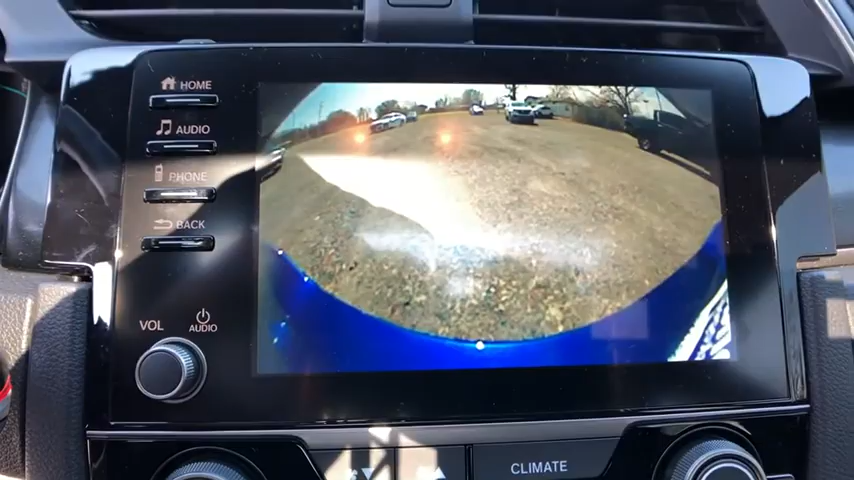 HOME
AUDIO
PHONE
BACK
VOL
AUDIO
CLIMATE